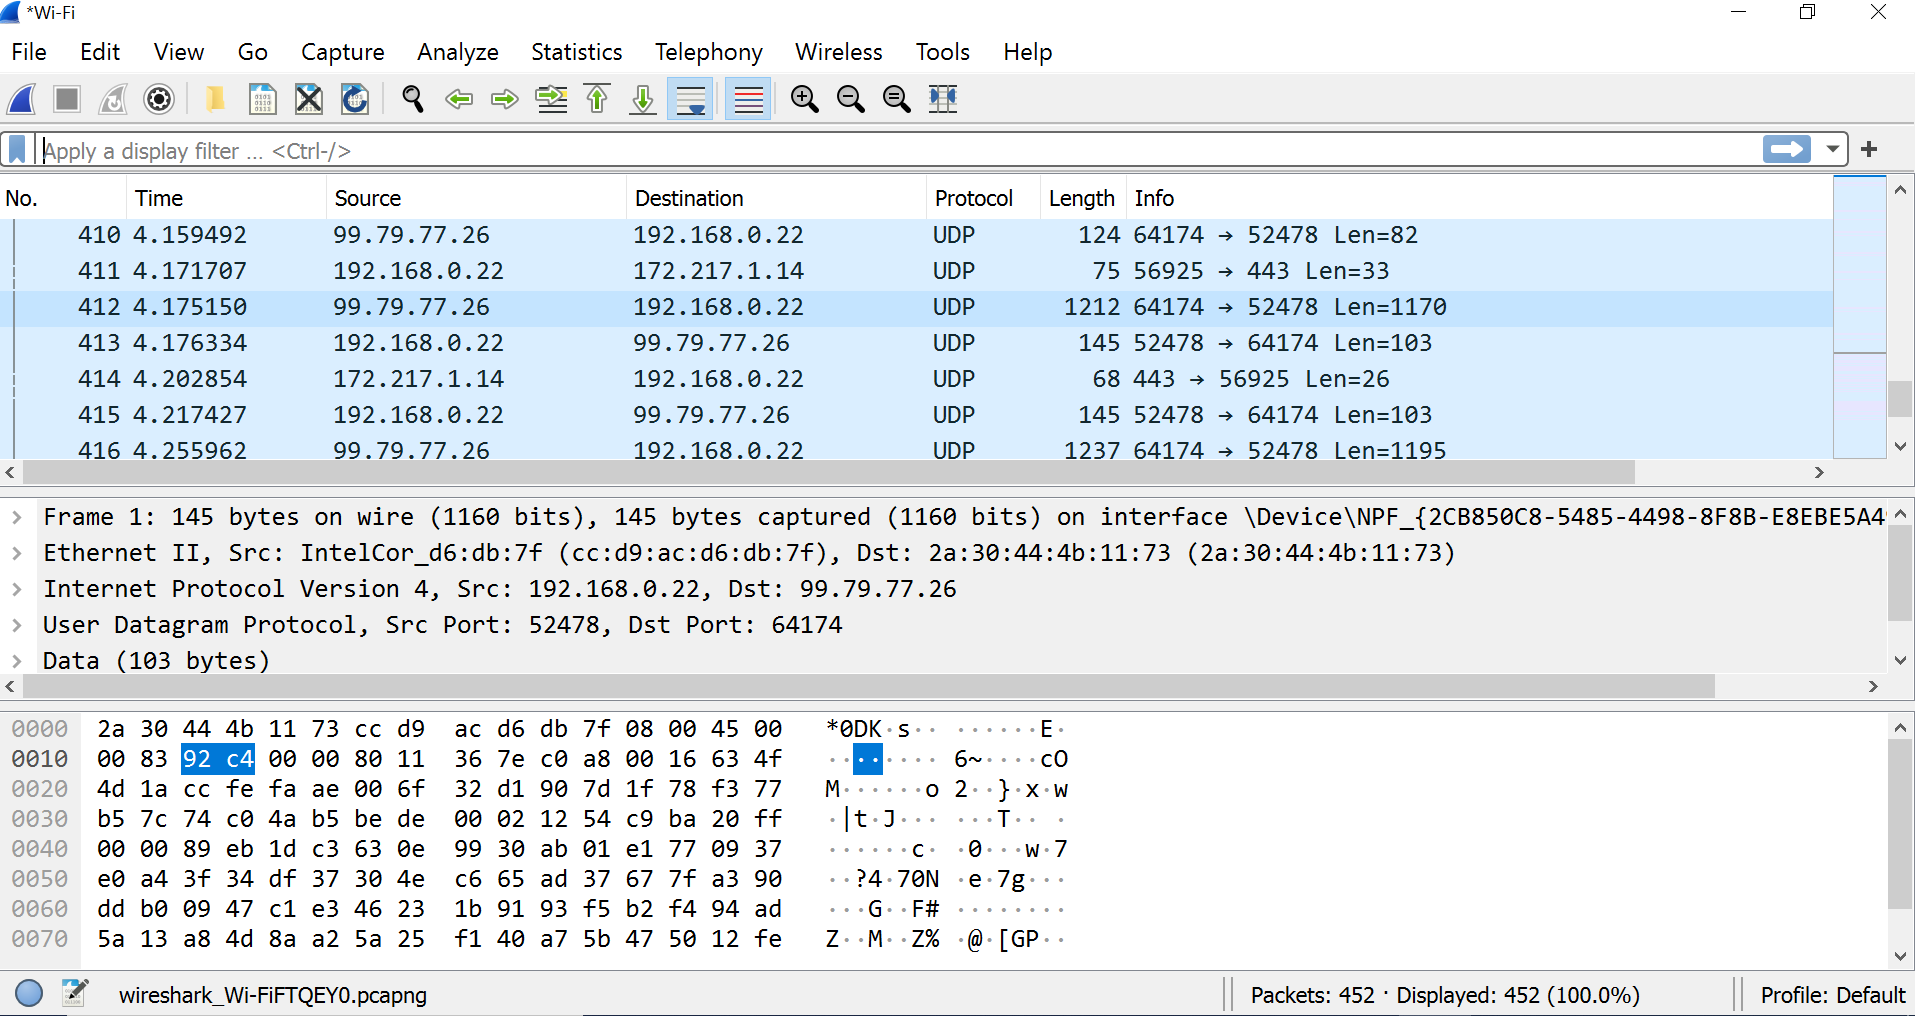 *Wi-Fi
File Edit View Go Capture Analyze Statistics Telephony Wireless Tools Help
Apply a display filter ... <Ctrl-/>
No. Time Source Destination Protocol Length Info
410 4.159492 99.79.77.26 192.168.0.22 UDP 124 64174 → 52478 Len=82
411 4.171707 192.168.0.22 172.217.1.14 UDP 75 56925 → 443 Len=33
412 4.175150 99.79.77.26 192.168.0.22 UDP 1212 64174 → 52478 Len=1170
413 4.176334 192.168.0.22 99.79.77.26 UDP 145 52478 → 64174 Len=103
414 4.202854 172.217.1.14 192.168.0.22 UDP 68 443 → 56925 Len=26
415 4.217427 192.168.0.22 99.79.77.26 UDP 145 52478 → 64174 Len=103
416 4.255962 99.79.77.26 192.168.0.22 UDP 1237 64174 → 52478 Len=1195
Frame 1: 145 bytes on wire (1160 bits), 145 bytes captured (1160 bits) on interface \Device\NPF_{2CB850C8-5485-4498-8F8B-E8EBE5A4
Ethernet II, Src: IntelCor_d6:db:7f (cc:d9:ac:d6:db:7f), Dst: 2a:30:44:4b:11:73 (2a:30:44:4b:11:73)
Internet Protocol Version 4, Src: 192.168.0.22, Dst: 99.79.77.26
User Datagram Protocol, Src Port: 52478, Dst Port: 64174
Data (103 bytes)
0000 2a 30 44 4b 11 73 cc d9 ac d6 db 7f 08 00 45 00 *0DK·s·· ······E·
0010 00 83 92 c4 00 00 80 11 36 7e c0 a8 00 16 63 4f ········ 6~····cO
0020 4d 1a cc fe fa ae 00 6f 32 d1 90 7d 1f 78 f3 77 M······o 2··}·x·w
0030 b5 7c 74 c0 4a b5 be de 00 02 12 54 c9 ba 20 ff ·|t·J··· ···T·· ·
0040 00 00 89 eb 1d c3 63 0e 99 30 ab 01 e1 77 09 37 ······c· ·0···w·7
0050 e0 a4 3f 34 df 37 30 4e c6 65 ad 37 67 7f a3 90 ··?4·70N ·e·7g···
0060 dd b0 09 47 c1 e3 46 23 1b 91 93 f5 b2 f4 94 ad ···G··F# ········
0070 5a 13 a8 4d 8a a2 5a 25 f1 40 a7 5b 47 50 12 fe Z··M··Z% ·@·[GP··
wireshark_Wi-FiFTQEY0.pcapng Packets: 452 · Displayed: 452 (100.0%) Profile: Default